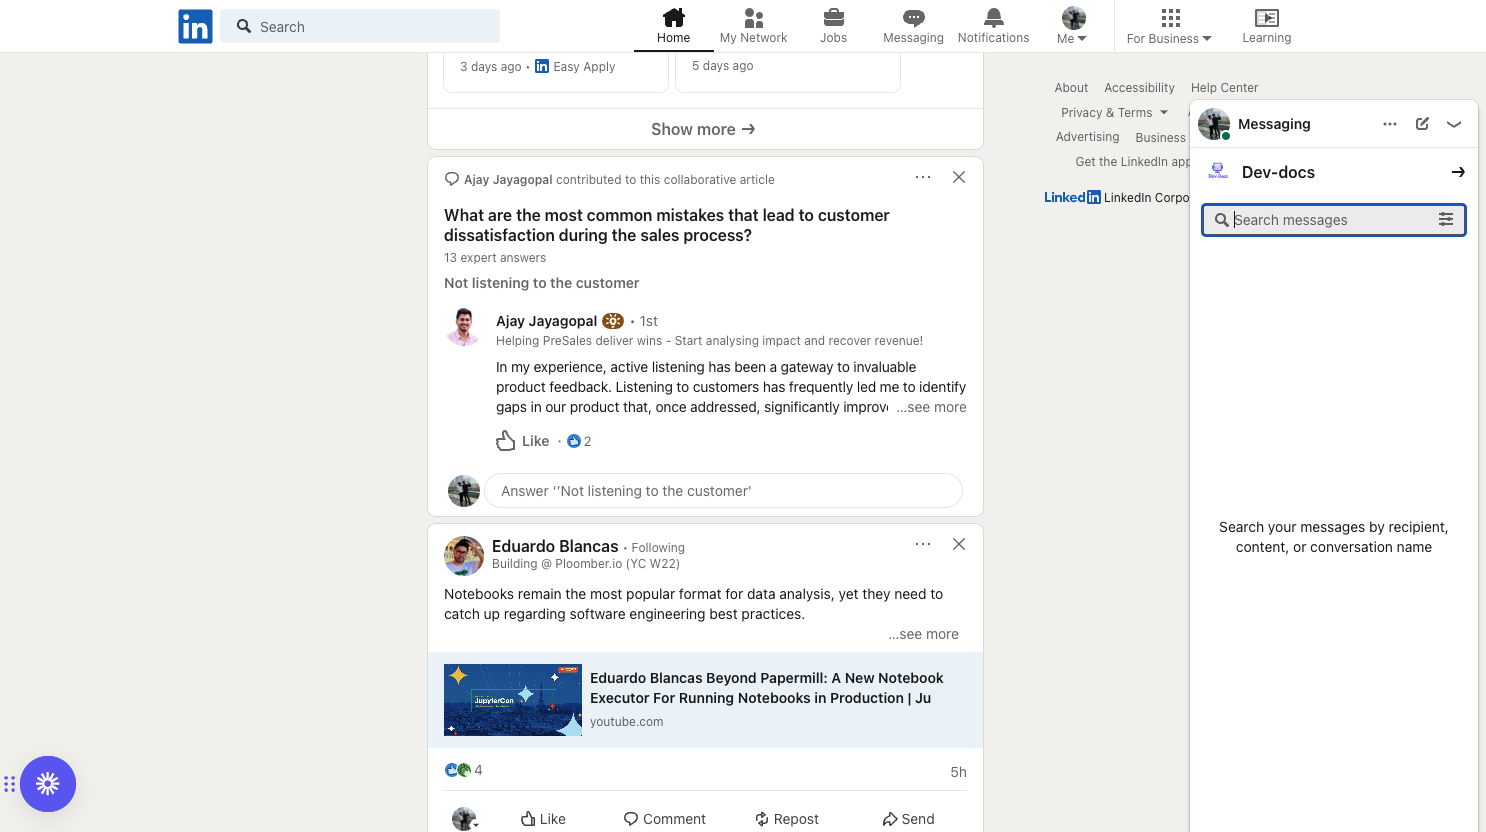 in
Search
Home
My Network
Jobs
Messaging
Notifications
Me
For Business
Learning
3 days ago • in Easy Apply
5 days ago
Show more →
Ajay Jayagopal contributed to this collaborative article
What are the most common mistakes that lead to customer
dissatisfaction during the sales process?
13 expert answers
Not listening to the customer
Ajay Jayagopal • 1st
Helping PreSales deliver wins - Start analysing impact and recover revenue!
In my experience, active listening has been a gateway to invaluable
product feedback. Listening to customers has frequently led me to identify
gaps in our product that, once addressed, significantly improve ...see more
Like · 2
Answer ‘’Not listening to the customer'
Eduardo Blancas • Following
Building @ Ploomber.io (YC W22)
Notebooks remain the most popular format for data analysis, yet they need to
catch up regarding software engineering best practices.
...see more
JupyterCon
Eduardo Blancas Beyond Papermill: A New Notebook
Executor For Running Notebooks in Production | Ju
youtube.com
4
5h
Like
Comment
Repost
Send
About
Accessibility
Help Center
Privacy & Terms
Advertising
Business
Get the LinkedIn app
LinkedIn LinkedIn Corpo
Messaging
Dev-Docs
Dev-docs
Search messages
Search your messages by recipient,
content, or conversation name